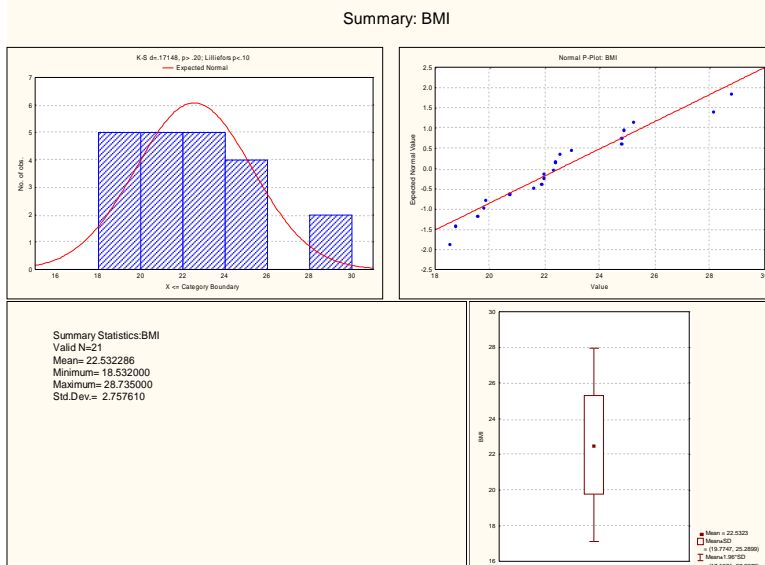 Summary: BMI
K-S d=.17148, p> .20; Lilliefors p<.10
Expected Normal
No. of obs.
7
6
5
4
3
2
1
0
16 18 20 22 24 26 28 30
X <= Category Boundary
Normal P-Plot: BMI
Expected Normal Value
2.5
2.0
1.5
1.0
0.5
0.0
-0.5
-1.0
-1.5
-2.0
-2.5
18 20 22 24 26 28
Value
Summary Statistics:BMI
Valid N=21
Mean= 22.532286
Minimum= 18.532000
Maximum= 28.735000
Std.Dev.= 2.757610
BMI
30
28
26
24
22
20
18
16
Mean = 22.5323
Mean±SD
= (19.7747, 25.2899)
Mean±1.96*SD